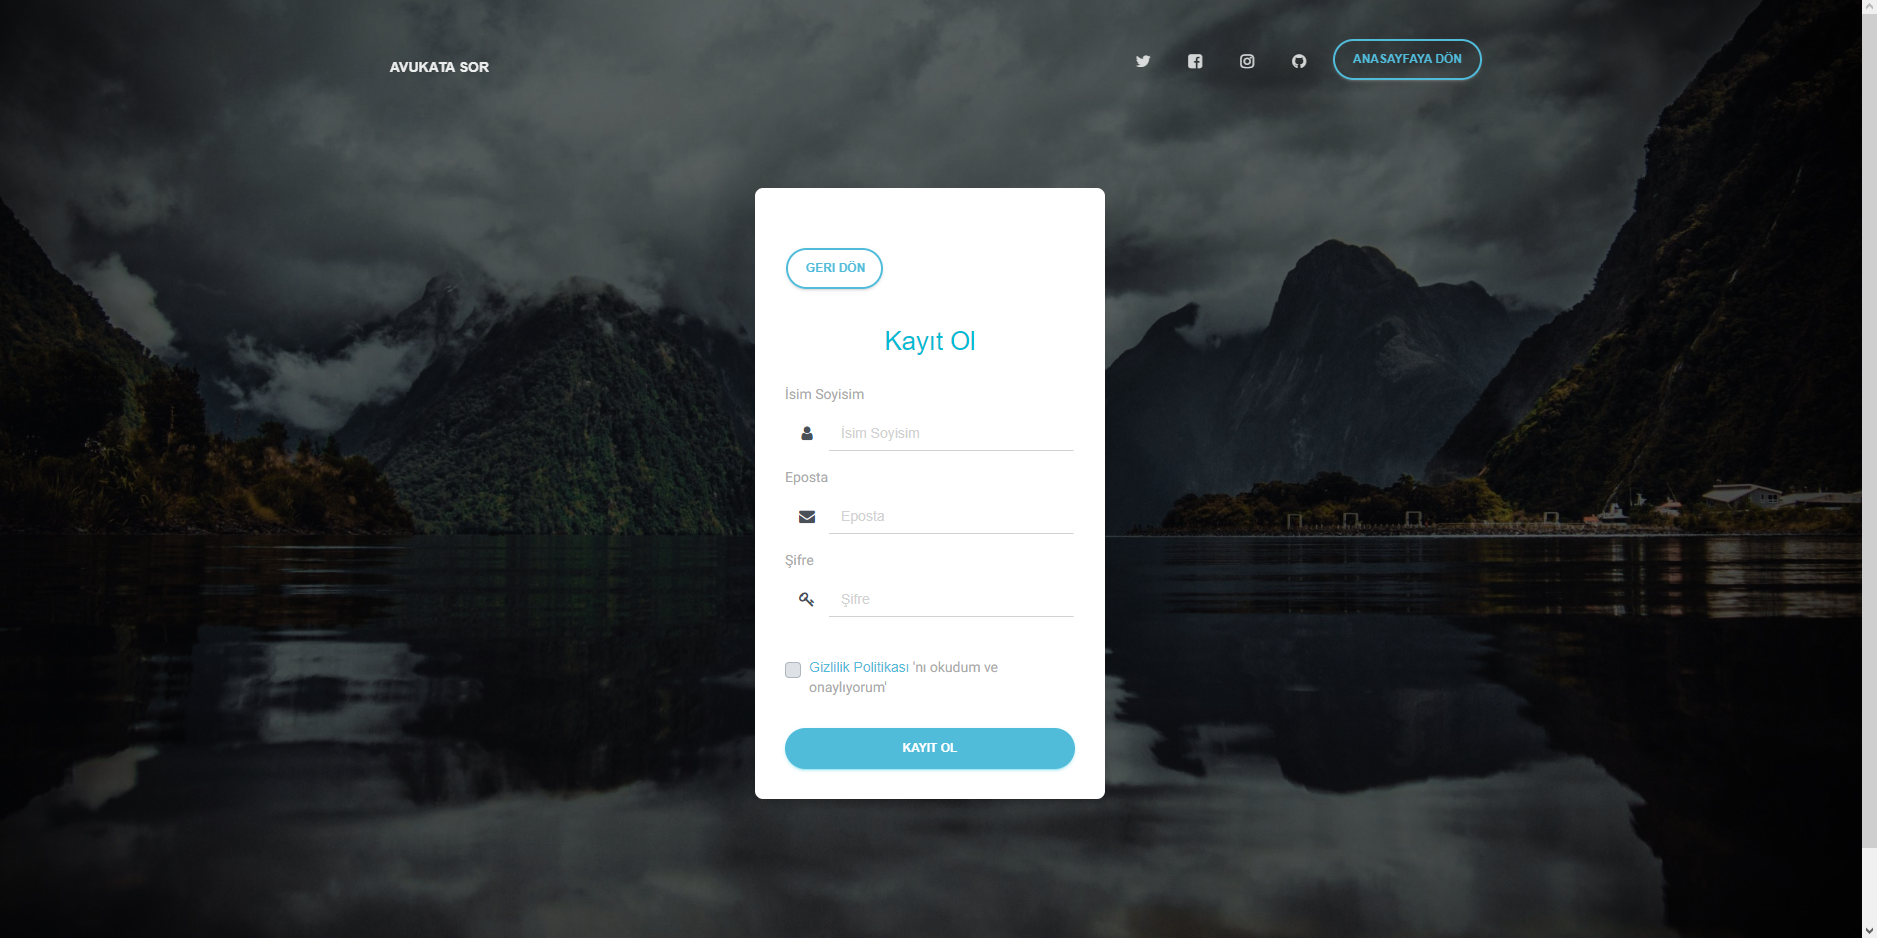 AVUKATA SOR
ANASAYFAYA DÖN
GERI DÖN
Kayıt Ol
İsim Soyisim
İsim Soyisim
Eposta
Eposta
Şifre
Şifre
Gizlilik Politikası 'nı okudum ve
onaylıyorum'
KAYIT OL